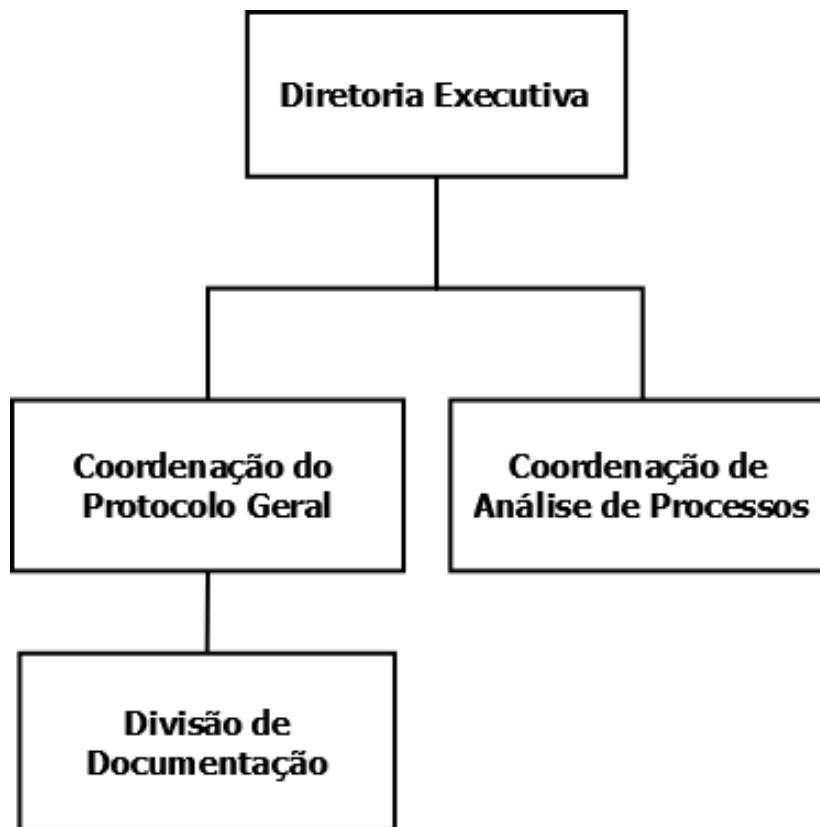 Diretoria Executiva
Coordenação do
Protocolo Geral
Coordenação de
Análise de Processos
Divisão de
Documentação